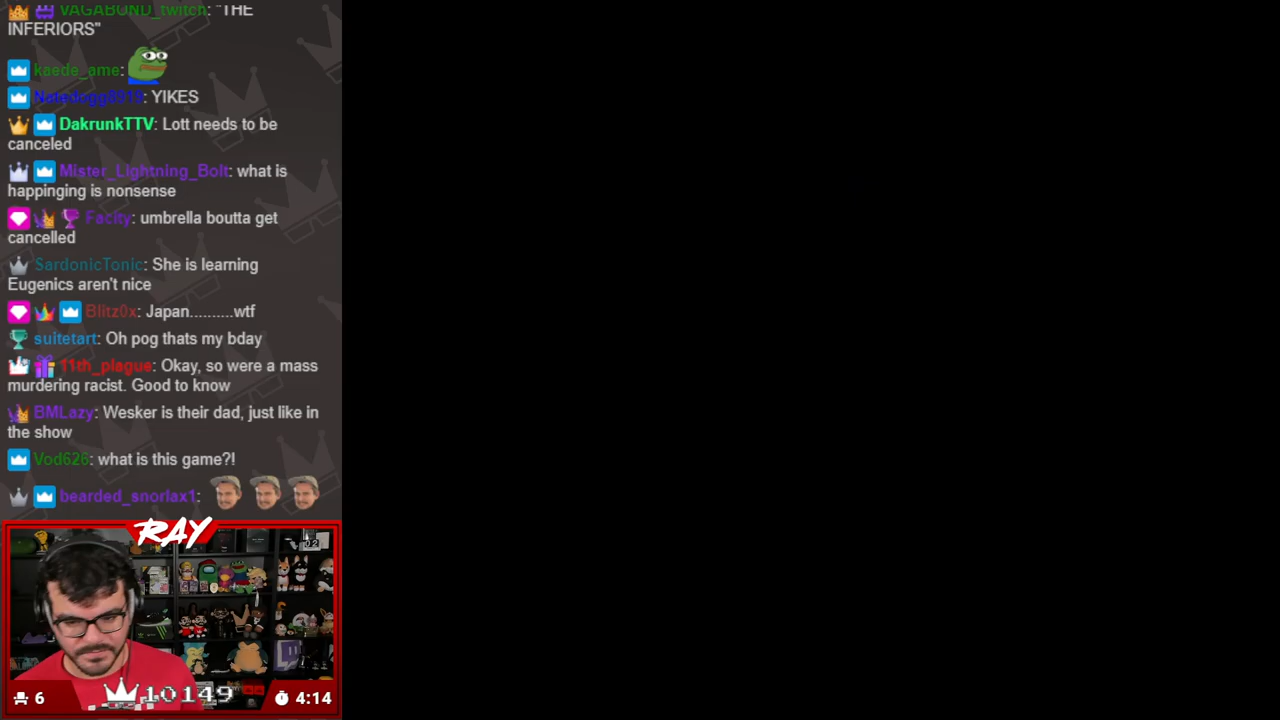 VAGABOND_twitch: "THE
INFERIORS"
kaede_ame:
Natedogg8919: YIKES
DakrunkTTV: Lott needs to be
canceled
Mister_Lightning_Bolt: what is
happinging is nonsense
Facity: umbrella boutta get
cancelled
SardonicTonic: She is learning
Eugenics aren't nice
Blitz0x: Japan..........wtf
suitetart: Oh pog thats my bday
11th_plague: Okay, so were a mass
murdering racist. Good to know
BMLazy: Wesker is their dad, just like in
the show
Vod626: what is this game?!
bearded_snorlax1:
RAY
6
10149
4:14